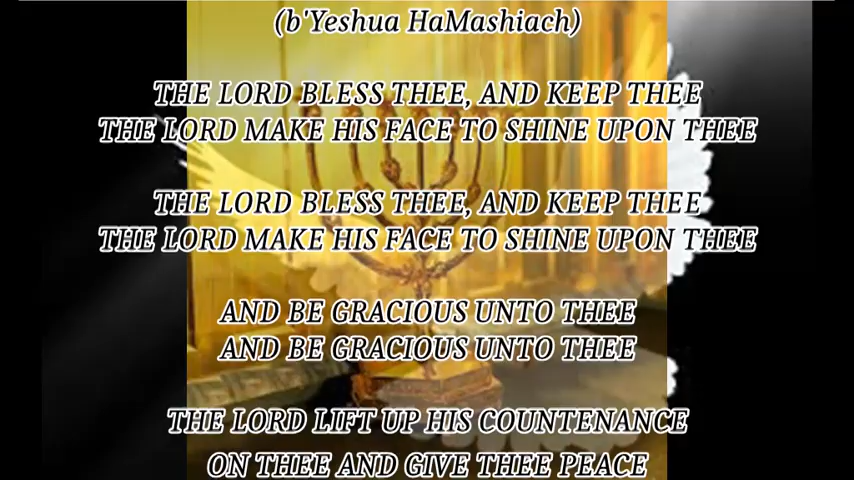 (b'Yeshua HaMashiach)
THE LORD BLESS THEE, AND KEEP THEE
THE LORD MAKE HIS FACE TO SHINE UPON THEE
THE LORD BLESS THEE, AND KEEP THEE
THE LORD MAKE HIS FACE TO SHINE UPON THEE
AND BE GRACIOUS UNTO THEE
AND BE GRACIOUS UNTO THEE
THE LORD LIFT UP HIS COUNTENANCE
ON THEE AND GIVE THEE PEACE